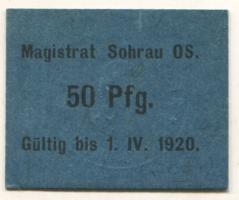 Magistrat Sohrau OS.
50 Pfg.
Gültig bis 1. IV. 1920.